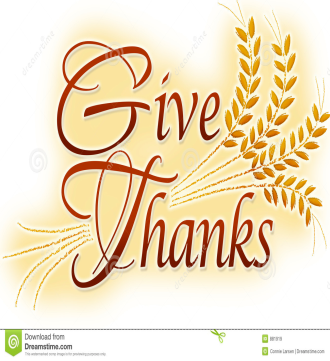 Give
Thanks
Download from
Dreamstime.com
This watermarked comp image is for previewing purposes only.
881910
Connie Larsen | Dreamstime.com